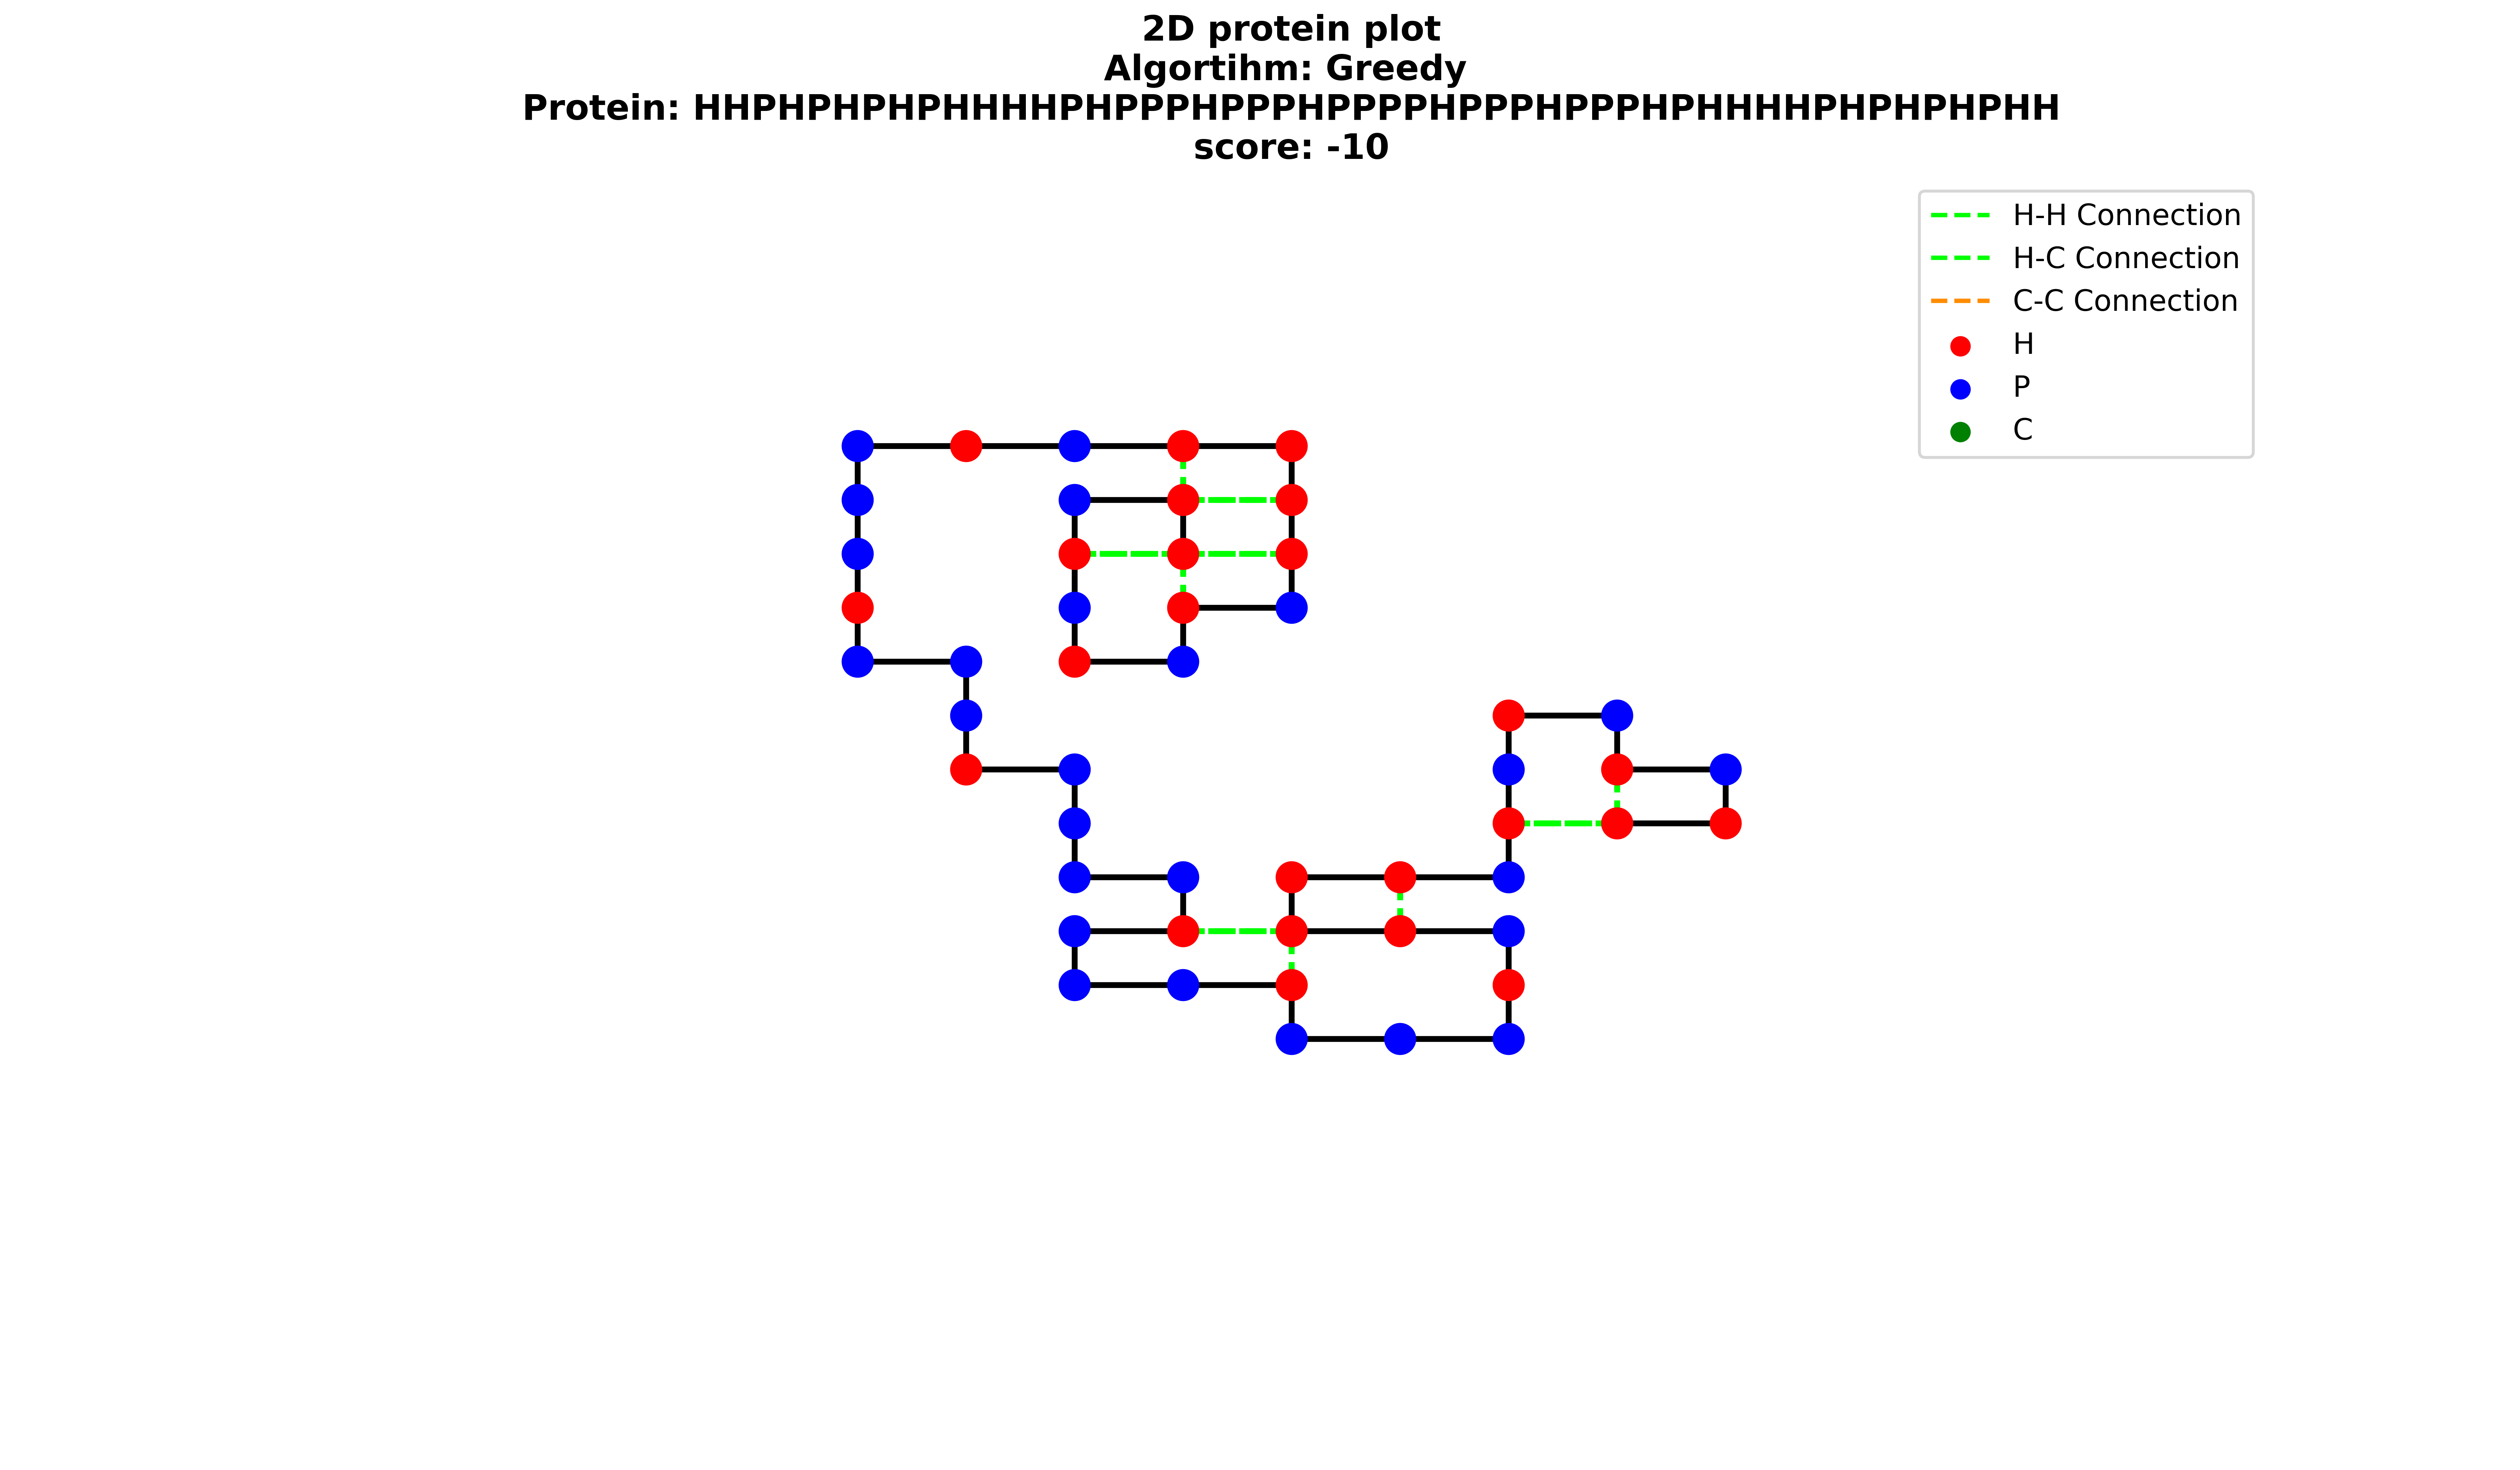 2D protein plot
Algortihm: Greedy
Protein: HHPHPHPHPHHHHPHPPPHPPPHPPPPHPPPHPPPHPHHHHPHPHPHPHH
score: -10
H-H Connection
H-C Connection
C-C Connection
H
P
C